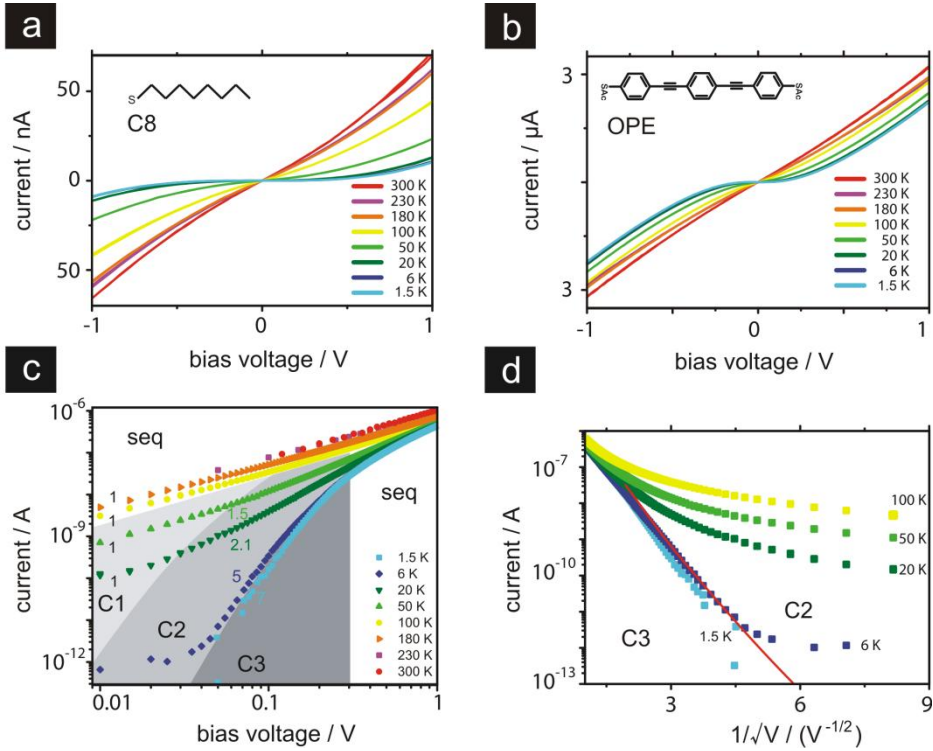 a
current / nA
50
0
50
S
C8
300 K
230 K
180 K
100 K
50 K
20 K
6 K
1.5 K
-1
0
1
bias voltage / V
b
current / µA
3
3
SAc
SAc
OPE
300 K
230 K
180 K
100 K
50 K
20 K
6 K
1.5 K
-1
0
1
bias voltage / V
c
current / A
10-6
10-9
10-12
seq
seq
1
1
1
1
1.5
2.1
5
7
C1
C2
C3
1.5 K
6 K
20 K
50 K
100 K
180 K
230 K
300 K
0.01
0.1
1
bias voltage / V
d
current / A
10-7
10-10
10-13
100 K
50 K
20 K
C2
C3
1.5 K
6 K
3
6
9
1/√V / (V-1/2)